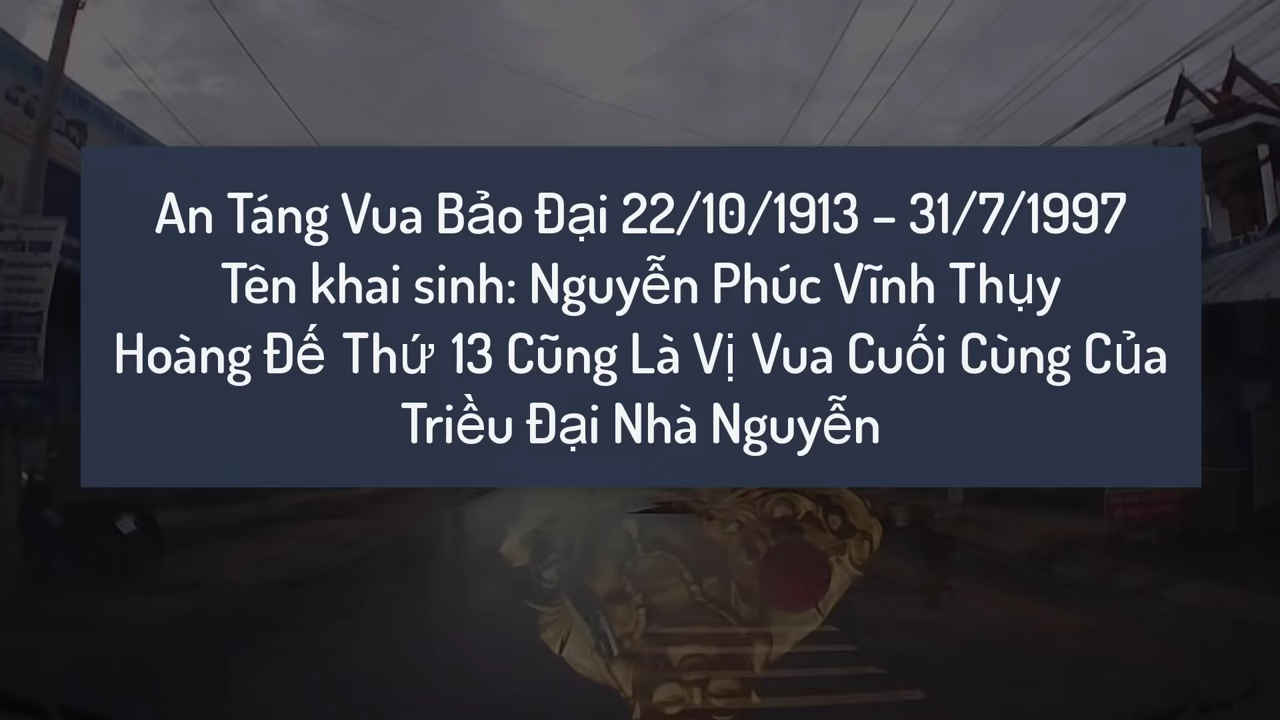 An Táng Vua Bảo Đại 22/10/1913 – 31/7/1997
Tên khai sinh: Nguyễn Phúc Vĩnh Thụy
Hoàng Đế Thứ 13 Cũng Là Vị Vua Cuối Cùng Của
Triều Đại Nhà Nguyễn